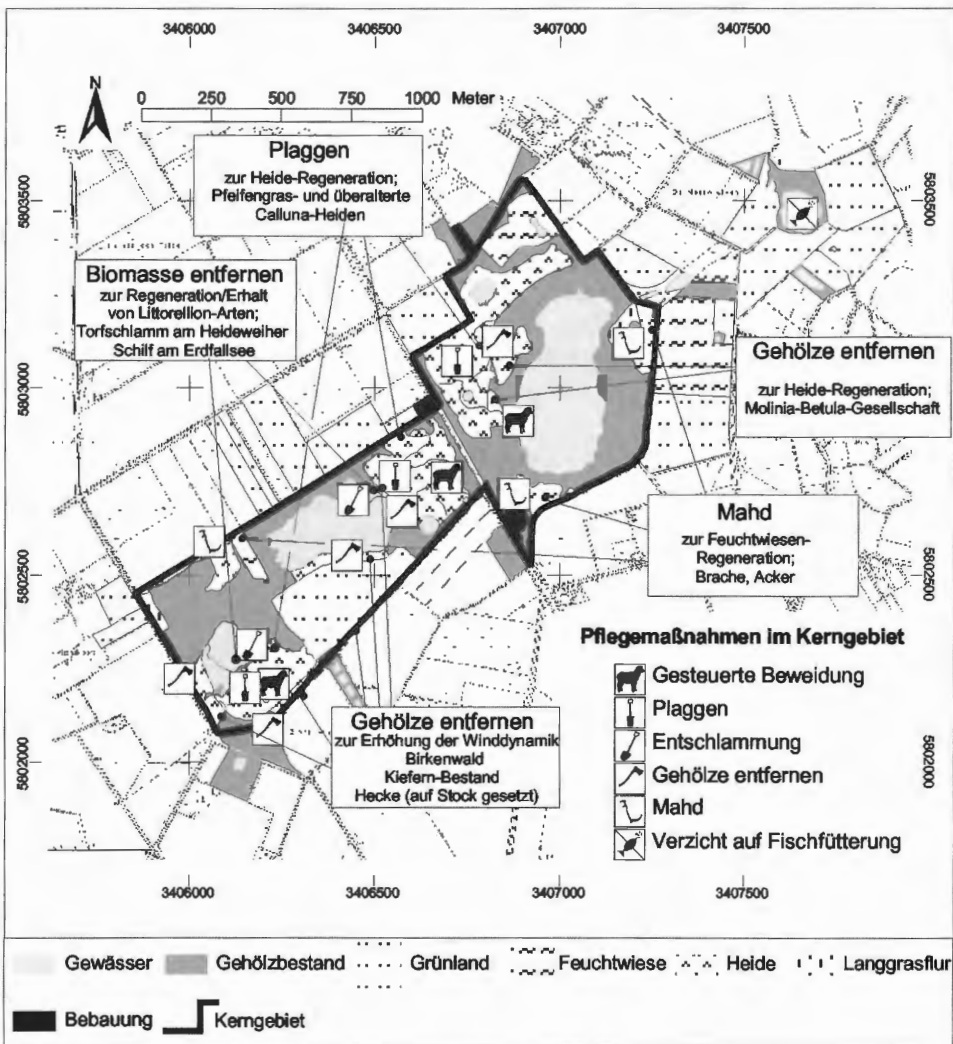 3406000 3406500 3407000 3407500
N
0 250 500 750 1000 Meter
Plaggen
zur Heide-Regeneration;
Pfeifengras- und überalterte
Calluna-Heiden
5803500
5803500
Biomasse entfernen
zur Regeneration/Erhalt
von Littorellion-Arten;
Torfschlamm am Heideweiher
Schilf am Erdfallsee
Gehölze entfernen
zur Heide-Regeneration;
Molinia-Betula-Gesellschaft
5803000
5803000
Mahd
zur Feuchtwiesen-
Regeneration;
Brache, Acker
5802500
5802500
Gehölze entfernen
zur Erhöhung der Winddynamik
Birkenwald
Kiefern-Bestand
Hecke (auf Stock gesetzt)
5802000
5802000
Pflegemaßnahmen im Kerngebiet
Gesteuerte Beweidung
Plaggen
Entschlammung
Gehölze entfernen
Mahd
Verzicht auf Fischfütterung
3406000 3406500 3407000 3407500
Gewässer Gehölzbestand Grünland Feuchtwiese Heide Langgrasflur
Bebauung Kerngebiet